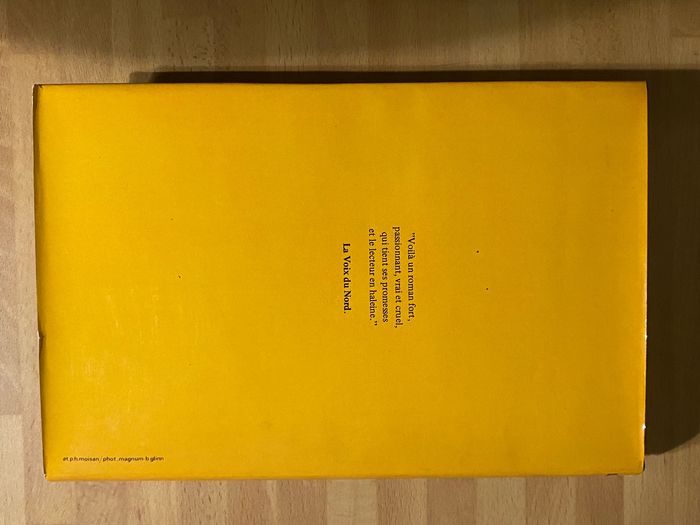 "Voilà un roman fort,
passionnant, vrai et cruel,
qui tient ses promesses
et le lecteur en haleine."
La Voix du Nord.
at.p.h.moisan/phot.magnum-b.glinn